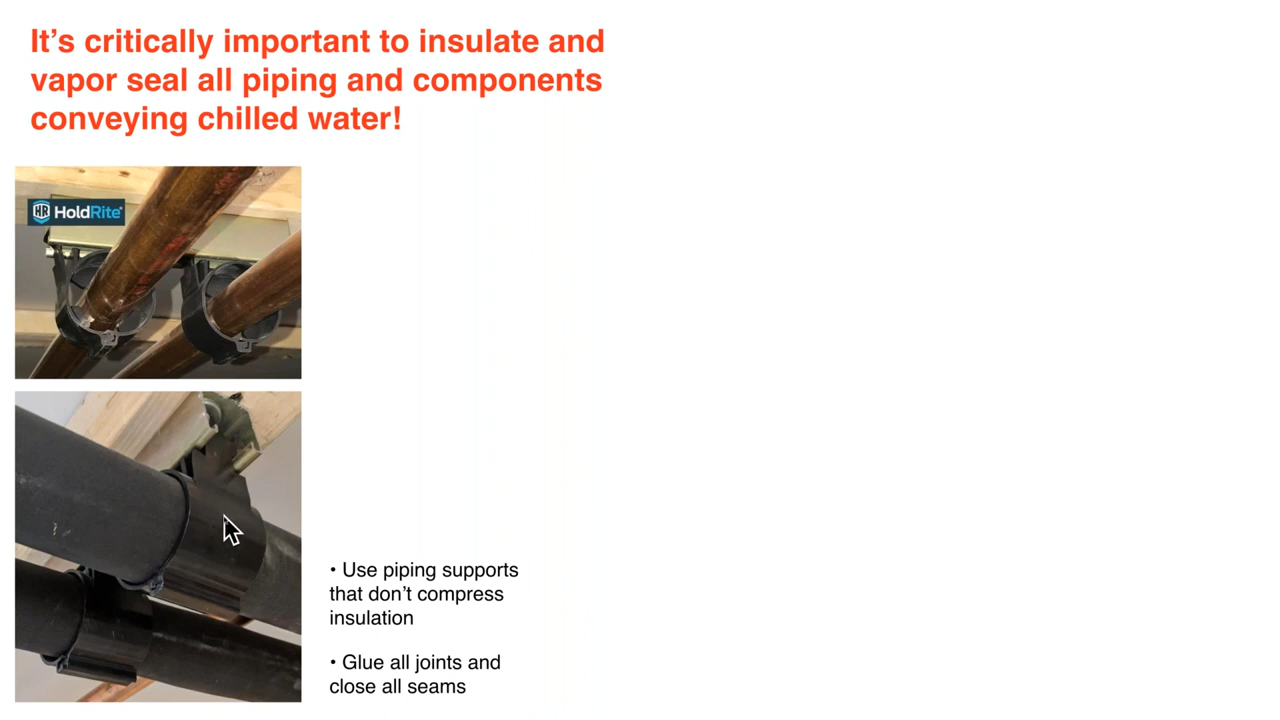 It’s critically important to insulate and
vapor seal all piping and components
conveying chilled water!
HR HoldRite
• Use piping supports
that don’t compress
insulation
• Glue all joints and
close all seams